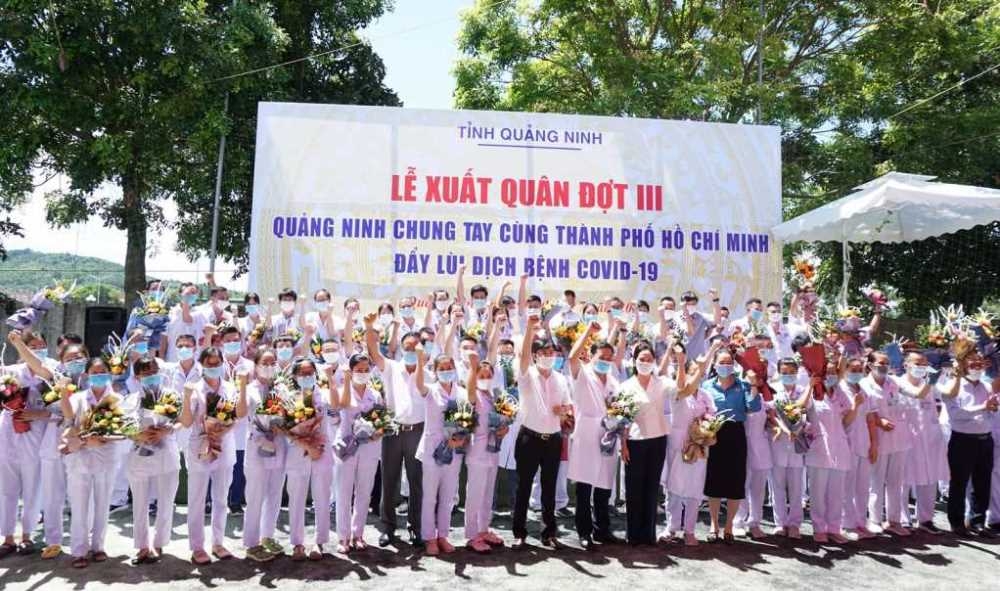 TỈNH QUẢNG NINH
LỄ XUẤT QUÂN ĐỢT III
QUẢNG NINH CHUNG TAY CÙNG THÀNH PHỐ HỒ CHÍ MINH
ĐẨY LÙI DỊCH BỆNH COVID-19